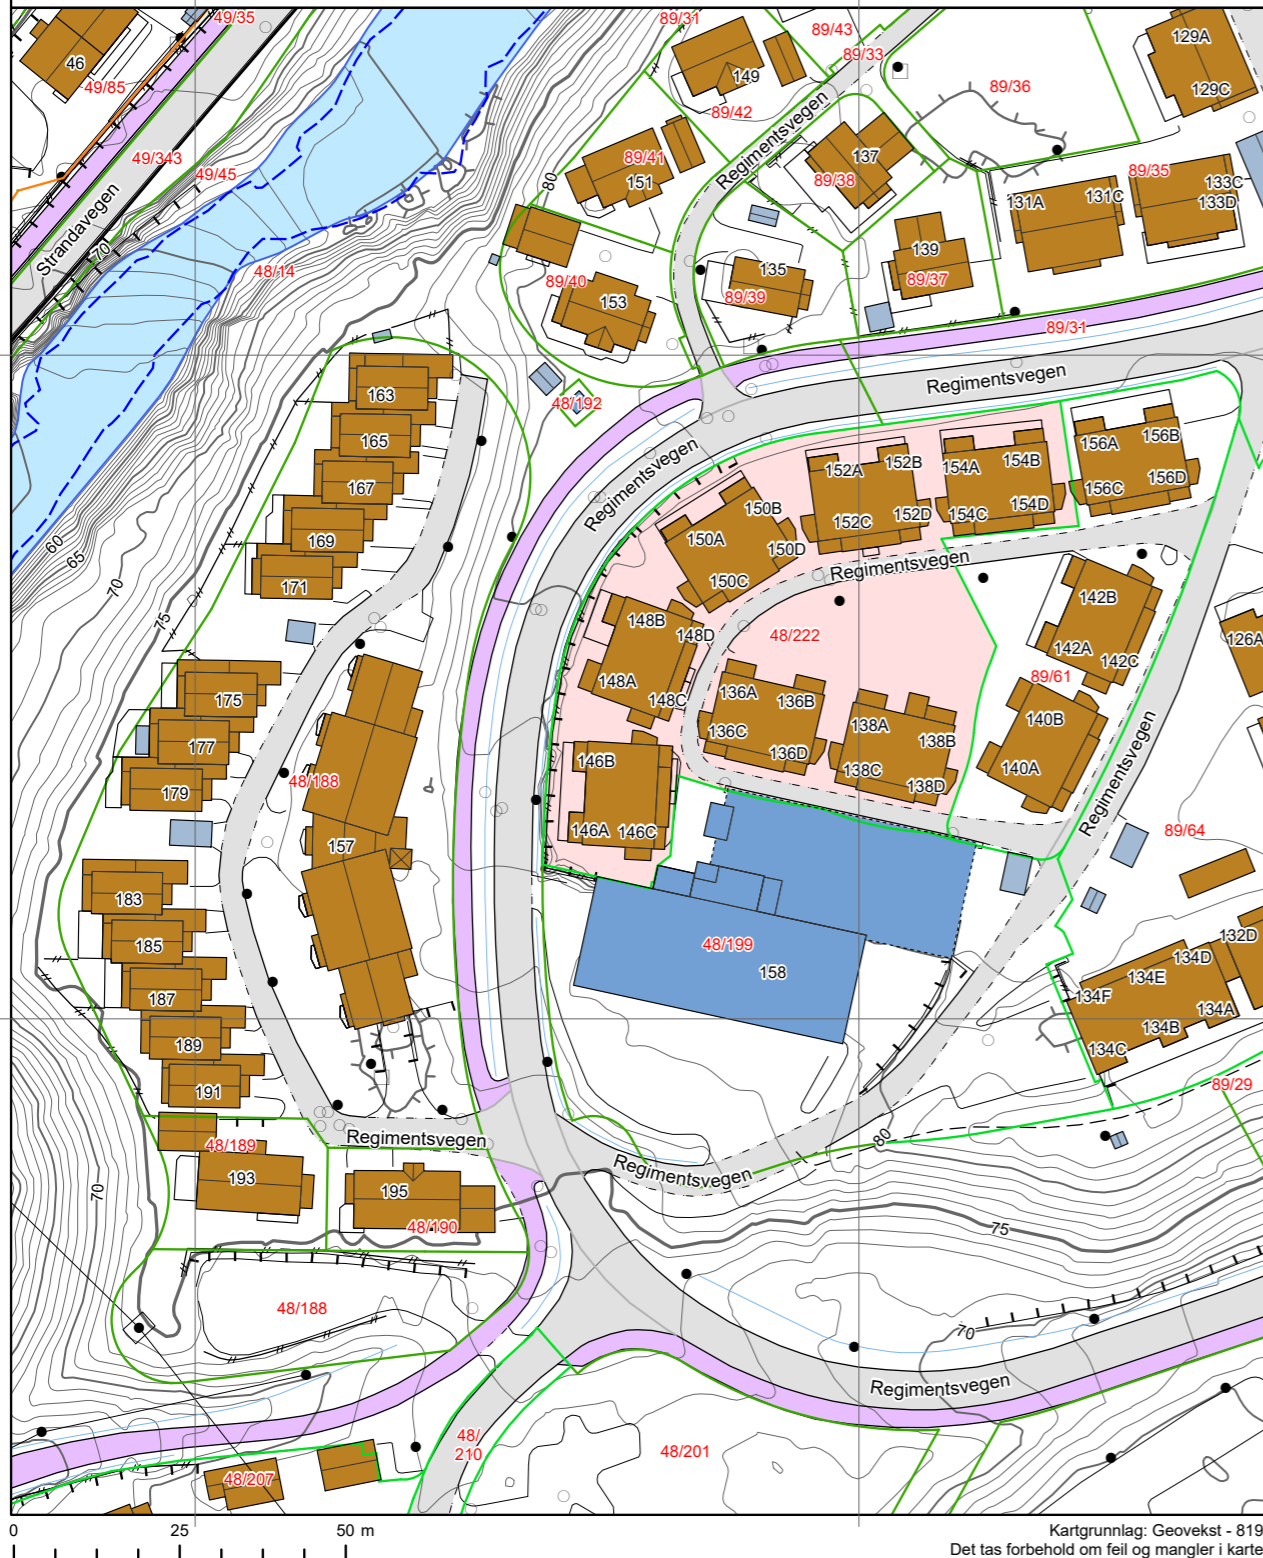 49/35
89/31
89/43
89/33
129A
46
149
49/85
89/36
129C
89/42
Regimentsvegen
49/343
49/45
89/41
151
137
89/38
80
89/35
133C
131A
131C
133D
Strandavegen
70
48/14
139
89/40
135
89/37
153
89/39
89/31
Regimentsvegen
163
48/192
165
Regimentsvegen
152A
152B
154A
154B
156A
156B
167
156C
156D
150B
152C
152D
154C
154D
169
150A
150D
60
65
70
171
150C
Regimentsvegen
142B
75
148B
148D
48/222
142A
142C
126A
148A
148C
136A
136B
89/61
175
136C
138A
138B
140B
177
146B
136D
140A
48/188
138C
138D
Regimentsvegen
179
157
146A
146C
89/64
183
185
48/199
158
132D
134D
134E
187
134F
134A
189
134B
134C
191
89/29
Regimentsvegen
80
48/189
Regimentsvegen
193
195
70
48/190
75
48/188
70
Regimentsvegen
48/
210
48/201
48/207
0 25 50 m
Kartgrunnlag: Geovekst - 819
Det tas forbehold om feil og mangler i karte